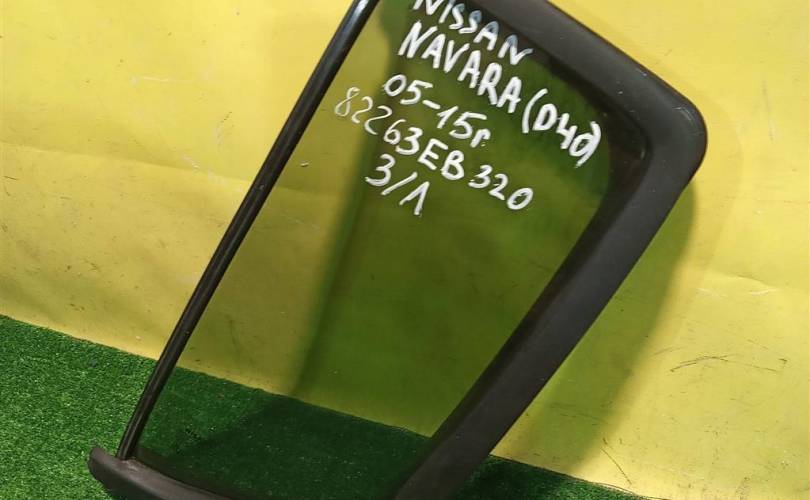 NISSAN
NAVARA (D40)
05-15г
82263EB320
З/Л